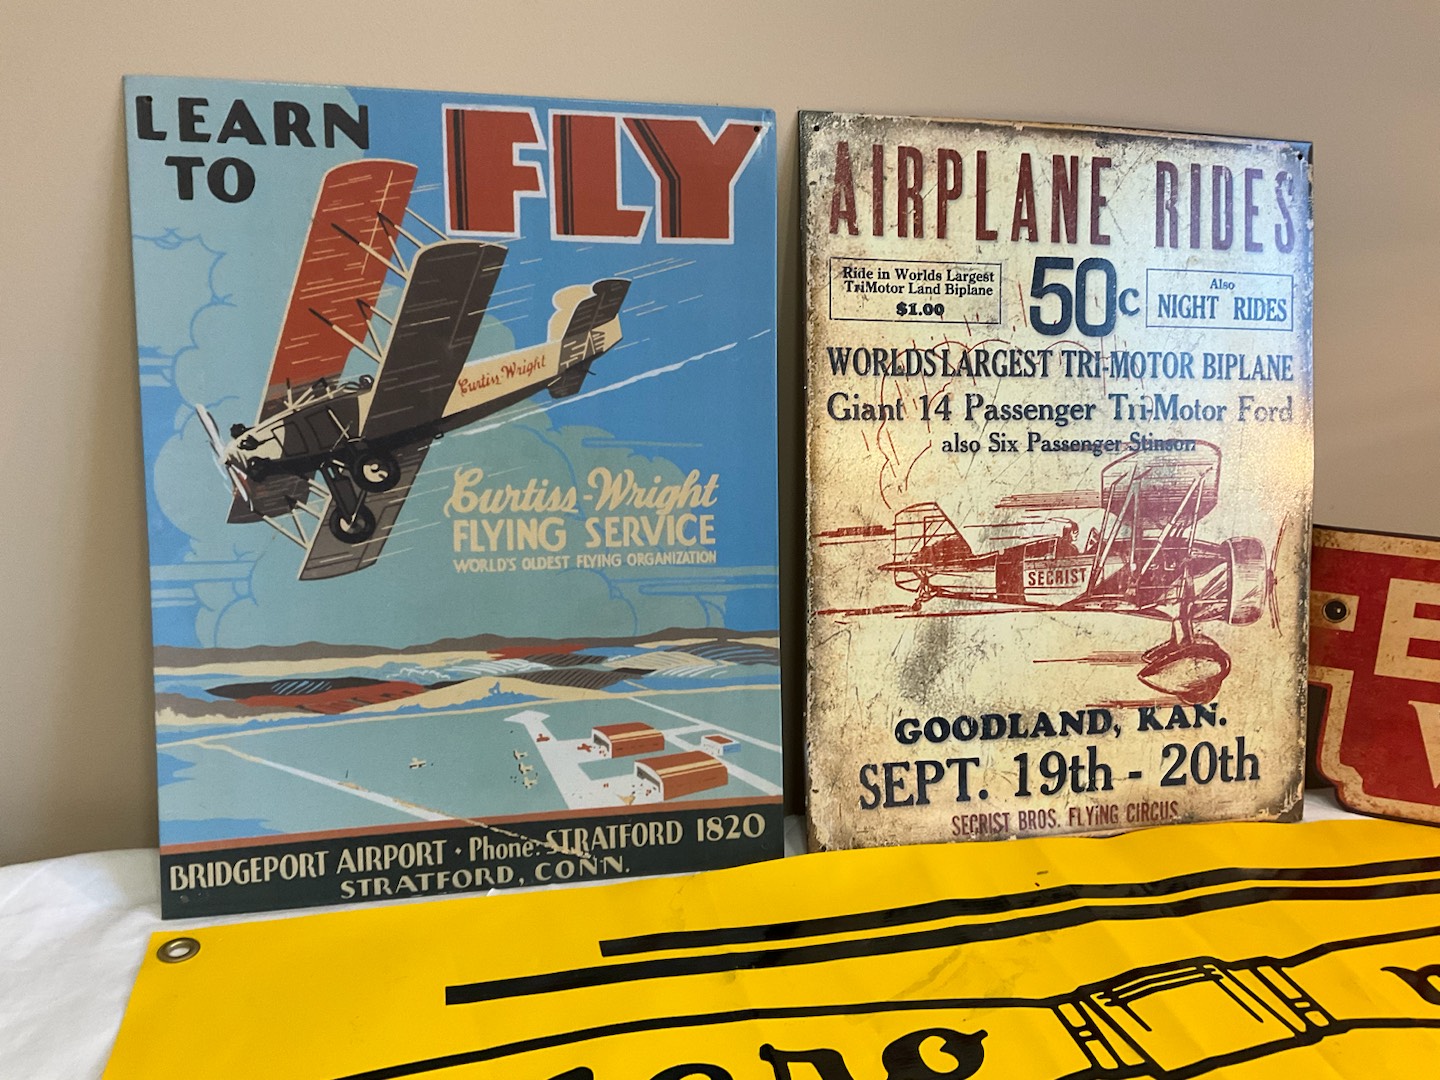 LEARN
TO
FLY
Curtiss-Wright
Curtiss-Wright
FLYING SERVICE
WORLD'S OLDEST FLYING ORGANIZATION
BRIDGEPORT AIRPORT · Phone: STRATFORD 1820
STRATFORD, CONN.
AIRPLANE RIDES
Ride in Worlds Largest
TriMotor Land Biplane
$1.00
50c
Also
NIGHT RIDES
WORLDS LARGEST TRI-MOTOR BIPLANE
Giant 14 Passenger Tri-Motor Ford
also Six Passenger Stinson
SECRIST
GOODLAND, KAN.
SEPT. 19th - 20th
SECRIST BROS. FLYiNG CIRCUS